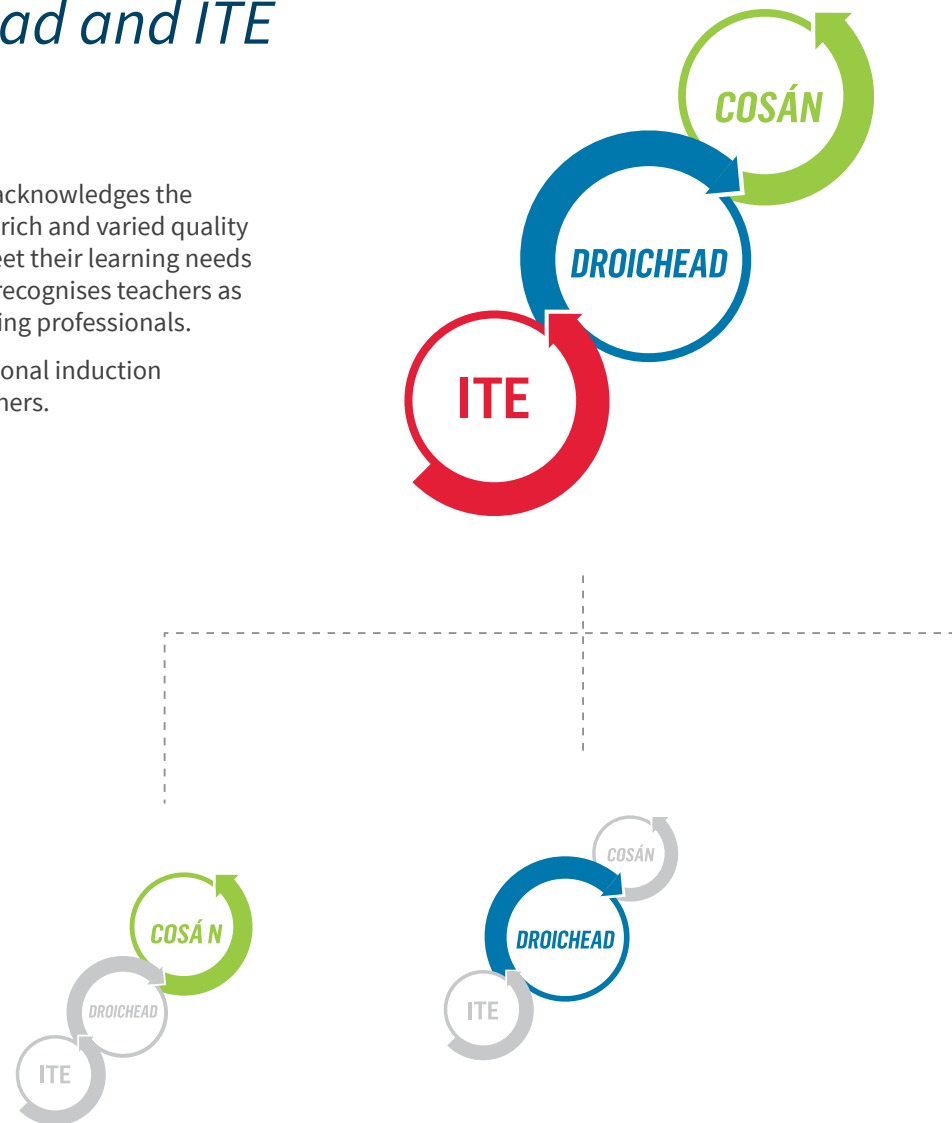 ad and ITE
acknowledges the
rich and varied quality
eet their learning needs
recognises teachers as
ing professionals.
onal induction
ners.
COSÁN
DROICHEAD
ITE
COSÁ N
DROICHEAD
ITE
COSÁN
DROICHEAD
ITE